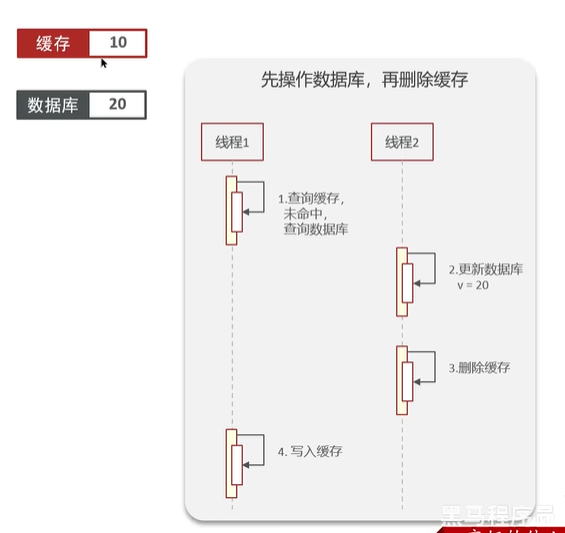 缓存 10
数据库 20
先操作数据库，再删除缓存
线程1 线程2
1.查询缓存，
未命中，
查询数据库
2.更新数据库
v = 20
3.删除缓存
4. 写入缓存
黑马程序员